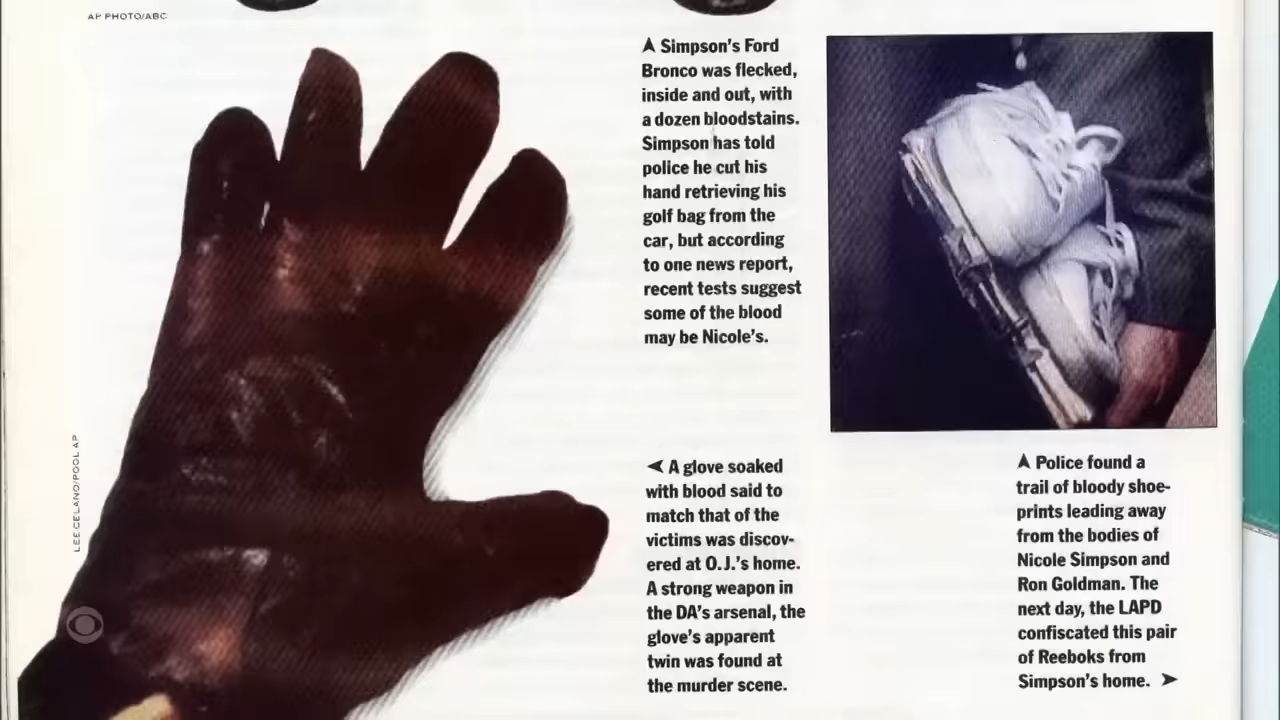 AP PHOTO/ABC
⮝ Simpson's Ford
Bronco was flecked,
inside and out, with
a dozen bloodstains.
Simpson has told
police he cut his
hand retrieving his
golf bag from the
car, but according
to one news report,
recent tests suggest
some of the blood
may be Nicole's.
⮜ A glove soaked
with blood said to
match that of the
victims was discov-
ered at O.J.'s home.
A strong weapon in
the DA's arsenal, the
glove's apparent
twin was found at
the murder scene.
⮝ Police found a
trail of bloody shoe-
prints leading away
from the bodies of
Nicole Simpson and
Ron Goldman. The
next day, the LAPD
confiscated this pair
of Reeboks from
Simpson's home. ⮞